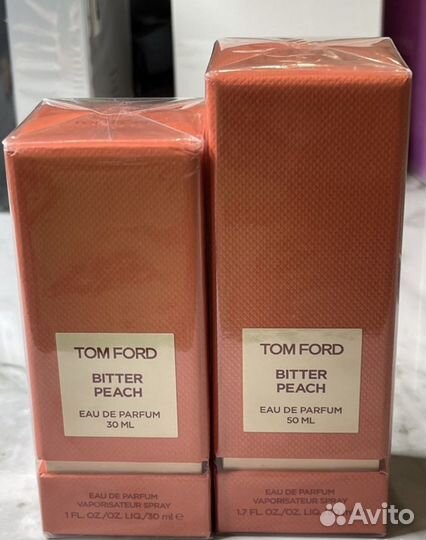 TOM FORD
BITTER
PEACH
EAU DE PARFUM
30 ML
EAU DE PARFUM
VAPORISATEUR SPRAY
1 FL. OZ./OZ. LIQ./30 ml e
TOM FORD
BITTER
PEACH
EAU DE PARFUM
50 ML
EAU DE PARFUM
VAPORISATEUR SPRAY
1.7 FL. OZ./OZ. LIQ.
Avito